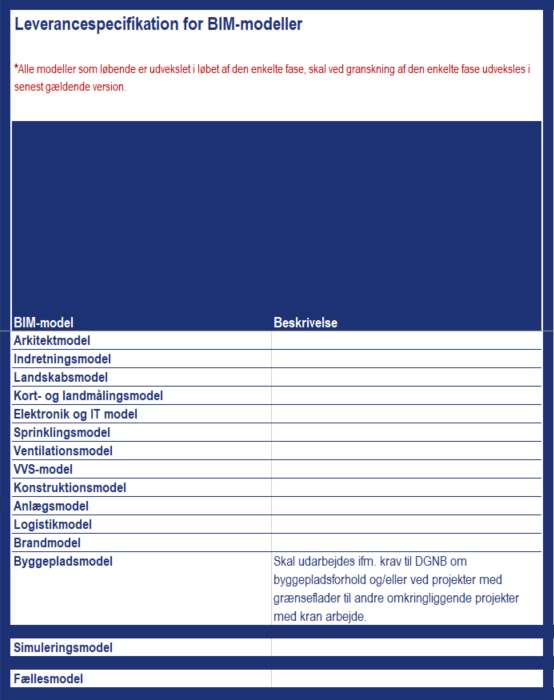 Leverancespecifikation for BIM-modeller
*Alle modeller som løbende er udvekslet i løbet af den enkelte fase, skal ved granskning af den enkelte fase udveksles i
senest gældende version.
BIM-model Beskrivelse
Arkitektmodel
Indretningsmodel
Landskabsmodel
Kort- og landmålingsmodel
Elektronik og IT model
Sprinklingsmodel
Ventilationsmodel
VVS-model
Konstruktionsmodel
Anlægsmodel
Logistikmodel
Brandmodel
Byggepladsmodel Skal udarbejdes ifm. krav til DGNB om
byggepladsforhold og/eller ved projekter med
grænseflader til andre omkringliggende projekter
med kran arbejde.
Simuleringsmodel
Fællesmodel